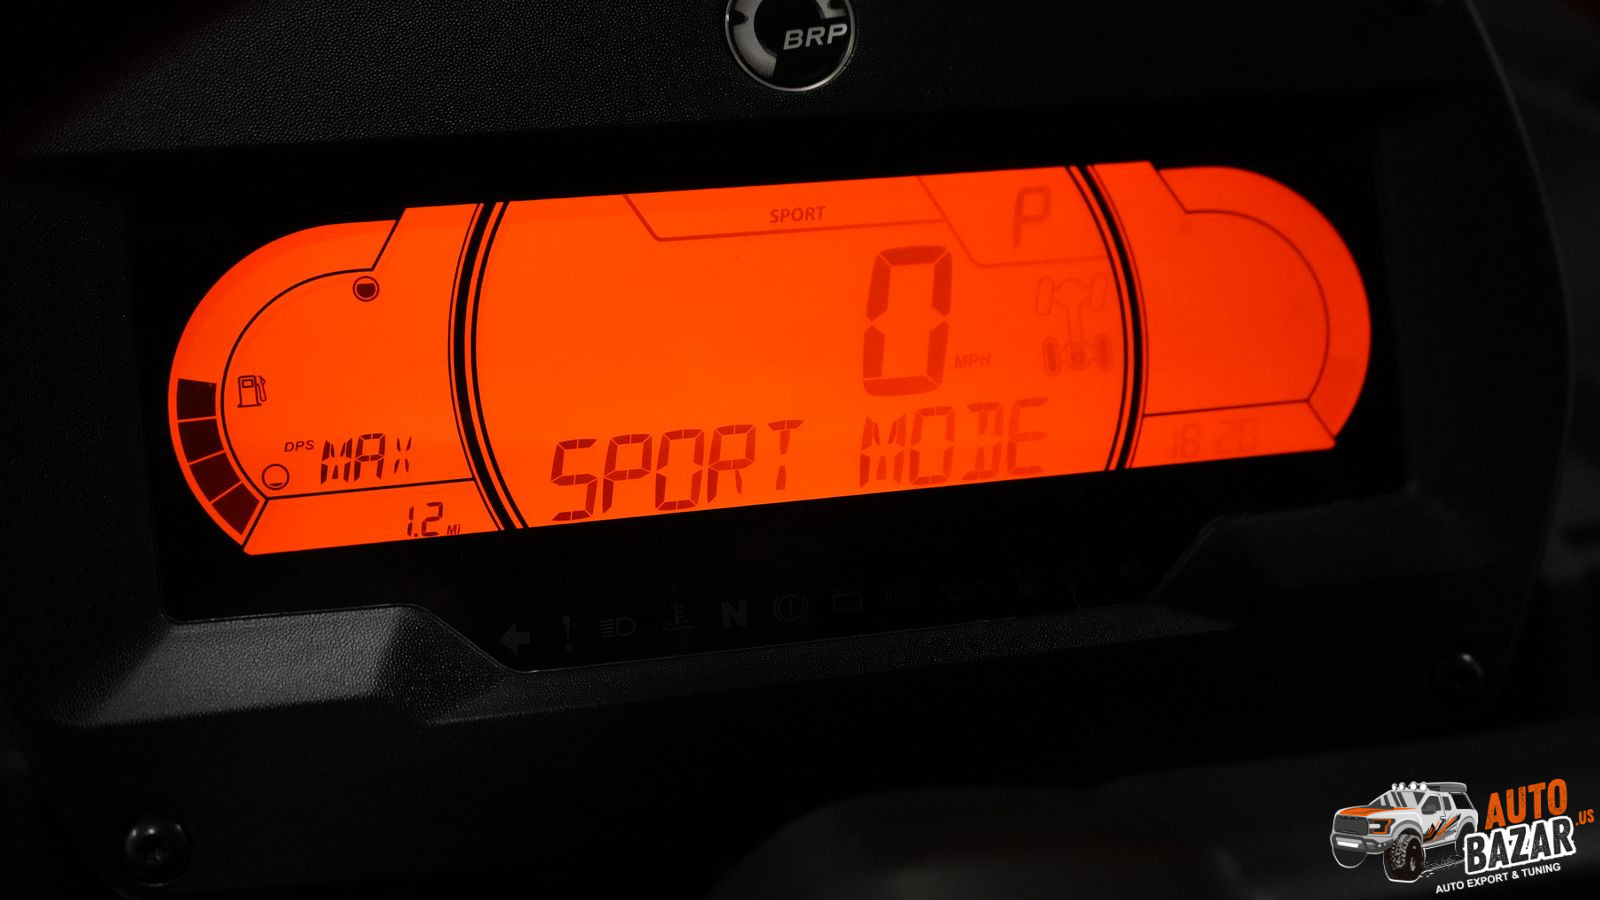 BRP
SPORT
P
0
MPH
DPS MAX
SPORT MODE
1.2 Mi
N
AUTO
BAZAR.US
AUTO EXPORT & TUNING